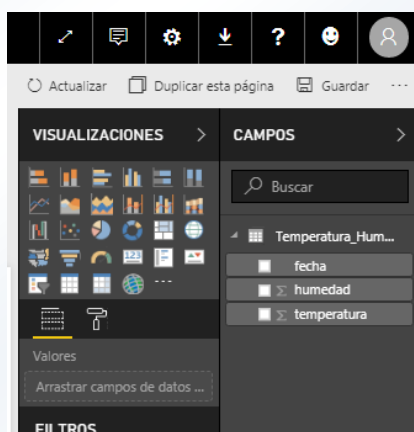 ?
Actualizar Duplicar esta página Guardar ...
VISUALIZACIONES > CAMPOS >
Buscar
Temperatura_Hum...
fecha
Σ humedad
Σ temperatura
123
...
Valores
Arrastrar campos de datos ...
FILTROS